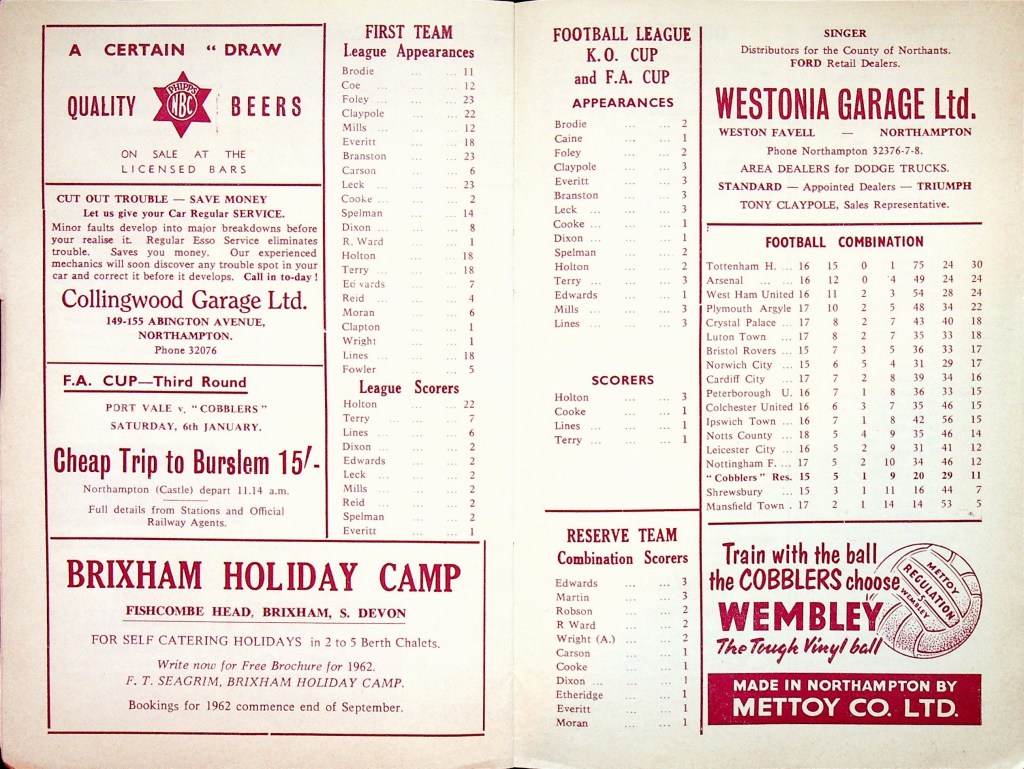 A CERTAIN "DRAW
QUALITY PHIPPS NBC BEERS
ON SALE AT THE
LICENSED BARS
CUT OUT TROUBLE — SAVE MONEY
Let us give your Car Regular SERVICE.
Minor faults develop into major breakdowns before
your realise it. Regular Esso Service eliminates
trouble. Saves you money. Our experienced
mechanics will soon discover any trouble spot in your
car and correct it before it develops. Call in to-day!
Collingwood Garage Ltd.
149-155 ABINGTON AVENUE,
NORTHAMPTON.
Phone 32076
F.A. CUP—Third Round
PORT VALE v. "COBBLERS"
SATURDAY, 6th JANUARY.
Cheap Trip to Burslem 15/-
Northampton (Castle) depart 11.14 a.m.
Full details from Stations and Official
Railway Agents.
FIRST TEAM
League Appearances
Brodie ... ... 11
Coe ... ... 12
Foley ... ... 23
Claypole ... ... 22
Mills ... ... 12
Everitt ... ... 18
Branston ... ... 23
Carson ... ... 6
Leck ... ... 23
Cooke ... ... 2
Spelman ... ... 14
Dixon ... ... 8
R. Ward ... ... 1
Holton ... ... 18
Terry ... ... 18
Edwards ... ... 7
Reid ... ... 4
Moran ... ... 6
Clapton ... ... 1
Wright ... ... 1
Lines ... ... 18
Fowler ... ... 5
League Scorers
Holton ... ... 22
Terry ... ... 7
Lines ... ... 6
Dixon ... ... 2
Edwards ... ... 2
Leck ... ... 2
Mills ... ... 2
Reid ... ... 2
Spelman ... ... 2
Everitt ... ... 1
BRIXHAM HOLIDAY CAMP
FISHCOMBE HEAD, BRIXHAM, S. DEVON
FOR SELF CATERING HOLIDAYS in 2 to 5 Berth Chalets.
Write now for Free Brochure for 1962.
F. T. SEAGRIM, BRIXHAM HOLIDAY CAMP.
Bookings for 1962 commence end of September.
FOOTBALL LEAGUE
K.O. CUP
and F.A. CUP
APPEARANCES
Brodie ... ... 2
Caine ... ... 1
Foley ... ... 2
Claypole ... ... 3
Everitt ... ... 3
Branston ... ... 3
Leck ... ... 3
Cooke ... ... 1
Dixon ... ... 1
Spelman ... ... 2
Holton ... ... 2
Terry ... ... 3
Edwards ... ... 1
Mills ... ... 3
Lines ... ... 3
SCORERS
Holton ... ... 3
Cooke ... ... 1
Lines ... ... 1
Terry ... ... 1
RESERVE TEAM
Combination Scorers
Edwards ... ... 3
Martin ... ... 3
Robson ... ... 2
R Ward ... ... 2
Wright (A.) ... ... 2
Carson ... ... 1
Cooke ... ... 1
Dixon ... ... 1
Etheridge ... ... 1
Everitt ... ... 1
Moran ... ... 1
SINGER
Distributors for the County of Northants.
FORD Retail Dealers.
WESTONIA GARAGE Ltd.
WESTON FAVELL — NORTHAMPTON
Phone Northampton 32376-7-8.
AREA DEALERS for DODGE TRUCKS.
STANDARD — Appointed Dealers — TRIUMPH
TONY CLAYPOLE, Sales Representative.
FOOTBALL COMBINATION
Tottenham H. ... 16 15 0 1 75 24 30
Arsenal ... ... 16 12 0 4 49 24 24
West Ham United 16 11 2 3 54 28 24
Plymouth Argyle 17 10 2 5 48 34 22
Crystal Palace ... 17 8 2 7 43 40 18
Luton Town ... 17 8 2 7 35 33 18
Bristol Rovers ... 15 7 3 5 36 33 17
Norwich City ... 15 6 5 4 31 29 17
Cardiff City ... 17 7 2 8 39 34 16
Peterborough U. 16 7 1 8 36 33 15
Colchester United 16 6 3 7 35 46 15
Ipswich Town ... 16 7 1 8 42 56 15
Notts County ... 18 5 4 9 35 46 14
Leicester City ... 16 5 2 9 31 41 12
Nottingham F. ... 17 5 2 10 34 46 12
"Cobblers" Res. 15 5 1 9 20 29 11
Shrewsbury ... 15 3 1 11 16 44 7
Mansfield Town . 17 2 1 14 14 53 5
Train with the ball
the COBBLERS choose
WEMBLEY
The Tough Vinyl ball
METTOY
REGULATION
5
WEMBLEY
MADE IN NORTHAMPTON BY
METTOY CO. LTD.